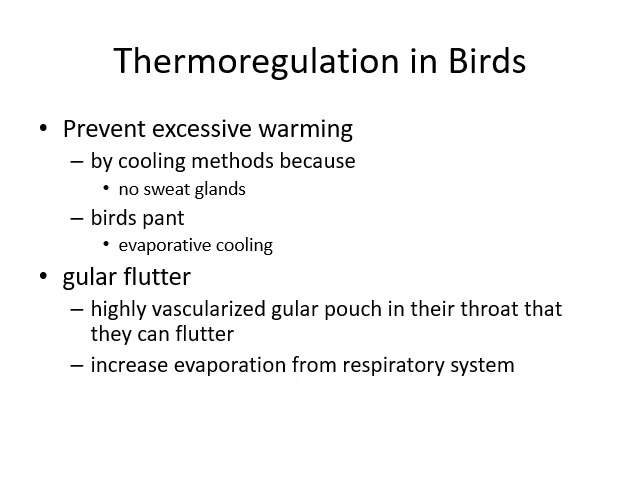 Thermoregulation in Birds
• Prevent excessive warming
– by cooling methods because
• no sweat glands
– birds pant
• evaporative cooling
• gular flutter
– highly vascularized gular pouch in their throat that
they can flutter
– increase evaporation from respiratory system